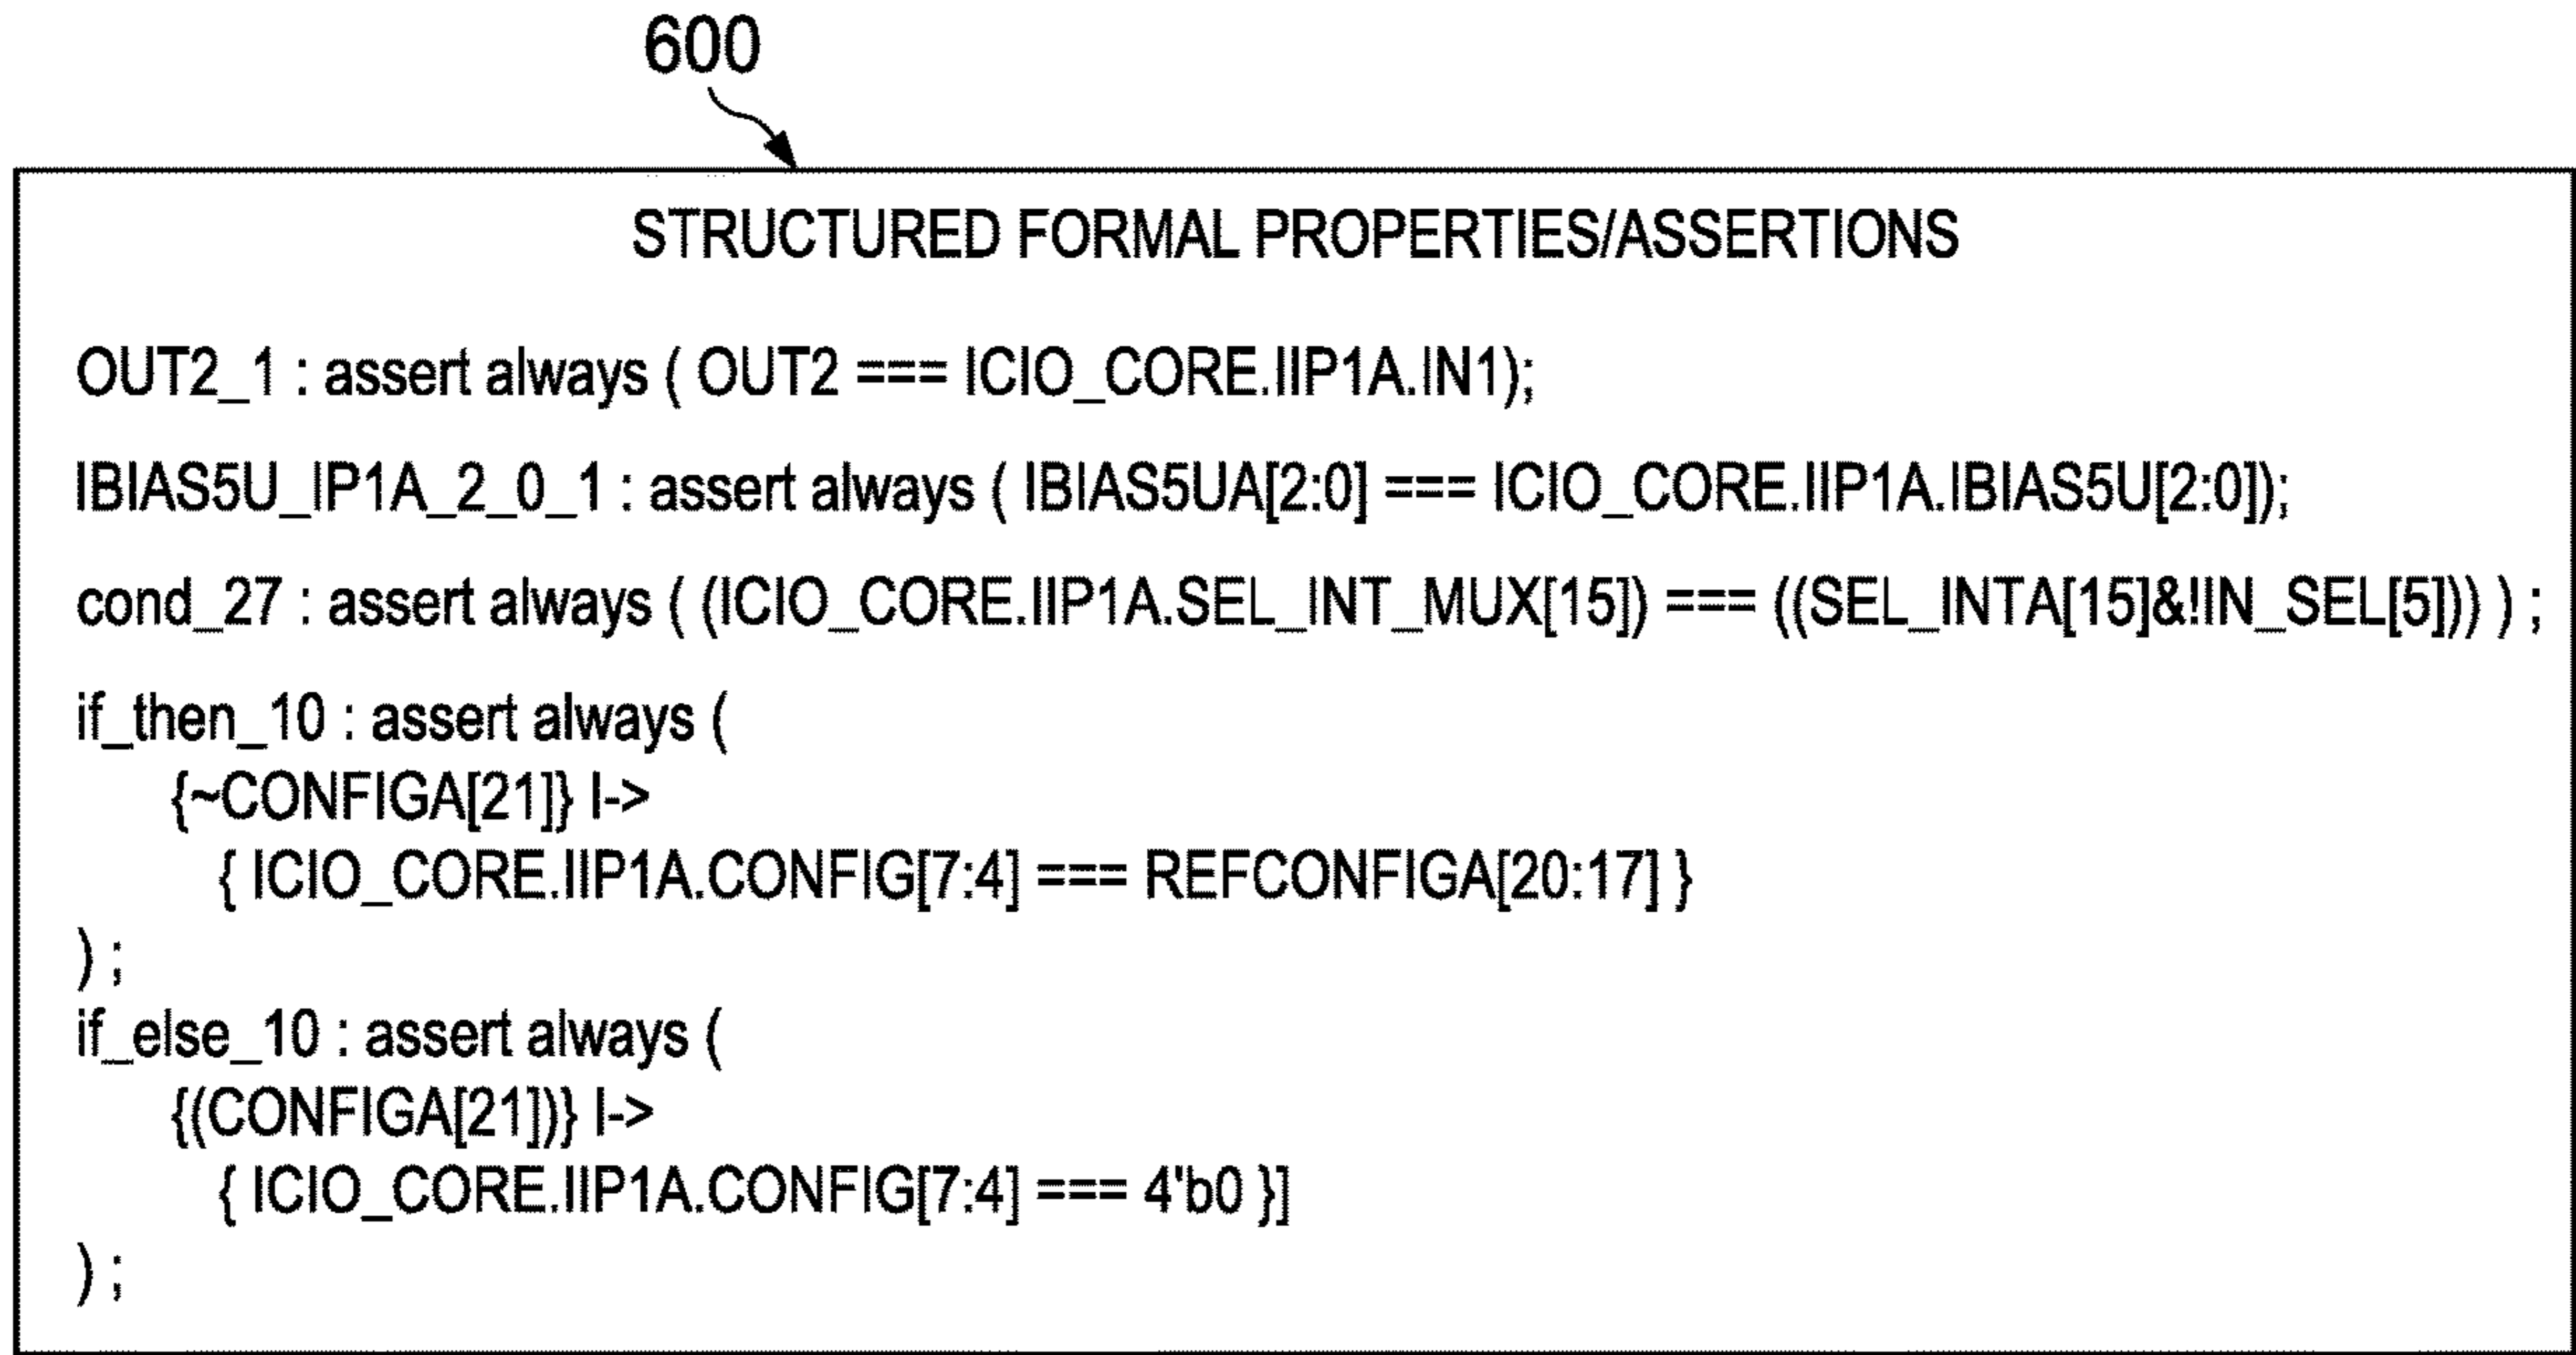 600
STRUCTURED FORMAL PROPERTIES/ASSERTIONS
OUT2_1 : assert always ( OUT2 === ICIO_CORE.IIP1A.IN1);
IBIAS5U_IP1A_2_0_1 : assert always ( IBIAS5UA[2:0] === ICIO_CORE.IIP1A.IBIAS5U[2:0]);
cond_27 : assert always ( (ICIO_CORE.IIP1A.SEL_INT_MUX[15]) === ((SEL_INTA[15]&!IN_SEL[5])) ) ;
if_then_10 : assert always (
{~CONFIGA[21]} |->
{ ICIO_CORE.IIP1A.CONFIG[7:4] === REFCONFIGA[20:17] }
) ;
if_else_10 : assert always (
{(CONFIGA[21])} |->
{ ICIO_CORE.IIP1A.CONFIG[7:4] === 4'b0 }]
) ;